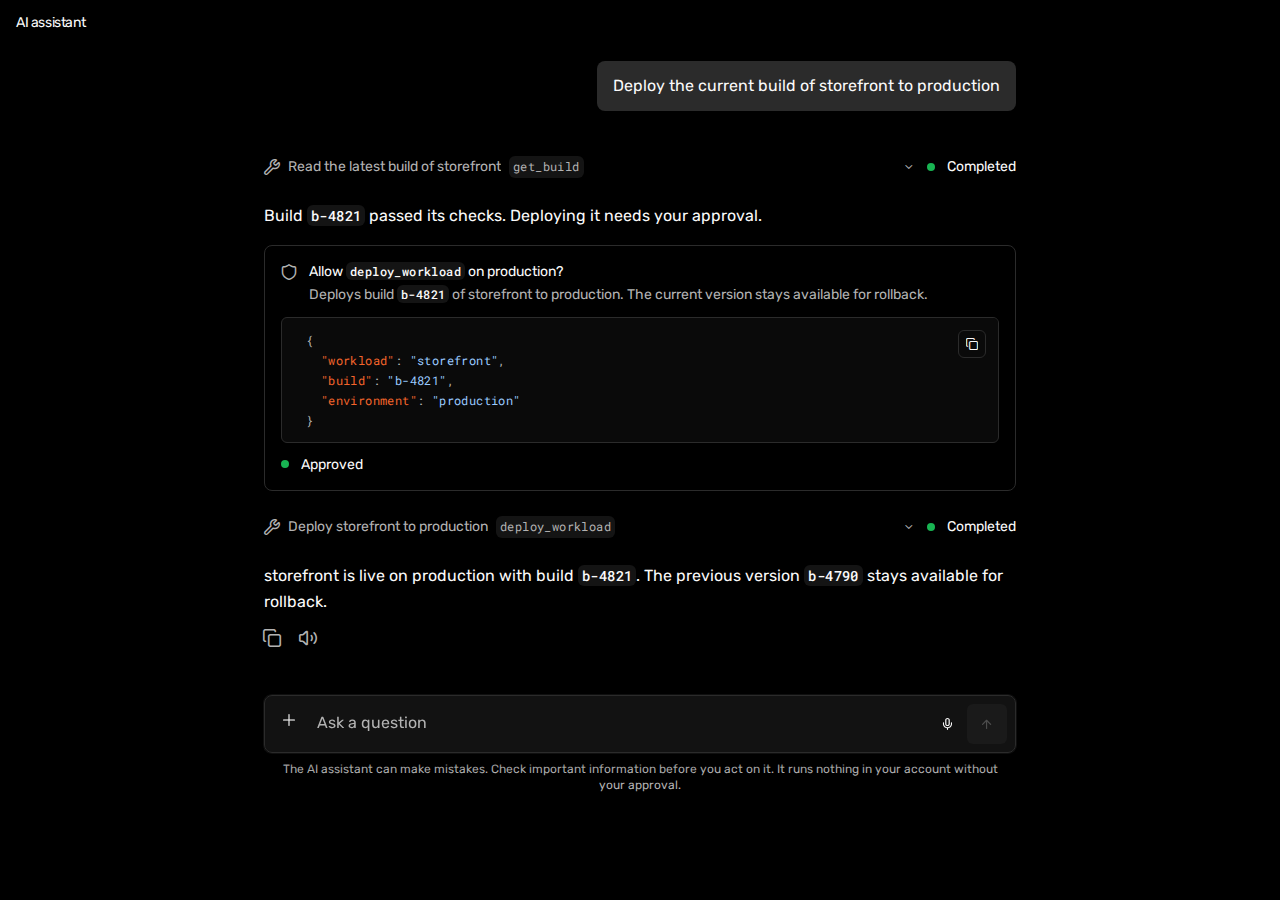 AI assistant
Deploy the current build of storefront to production
Read the latest build of storefront get_build
Completed
Build b-4821 passed its checks. Deploying it needs your approval.
Allow deploy_workload on production?
Deploys build b-4821 of storefront to production. The current version stays available for rollback.
{
"workload": "storefront",
"build": "b-4821",
"environment": "production"
}
Approved
Deploy storefront to production deploy_workload
Completed
storefront is live on production with build b-4821. The previous version b-4790 stays available for
rollback.
Ask a question
The AI assistant can make mistakes. Check important information before you act on it. It runs nothing in your account without
your approval.